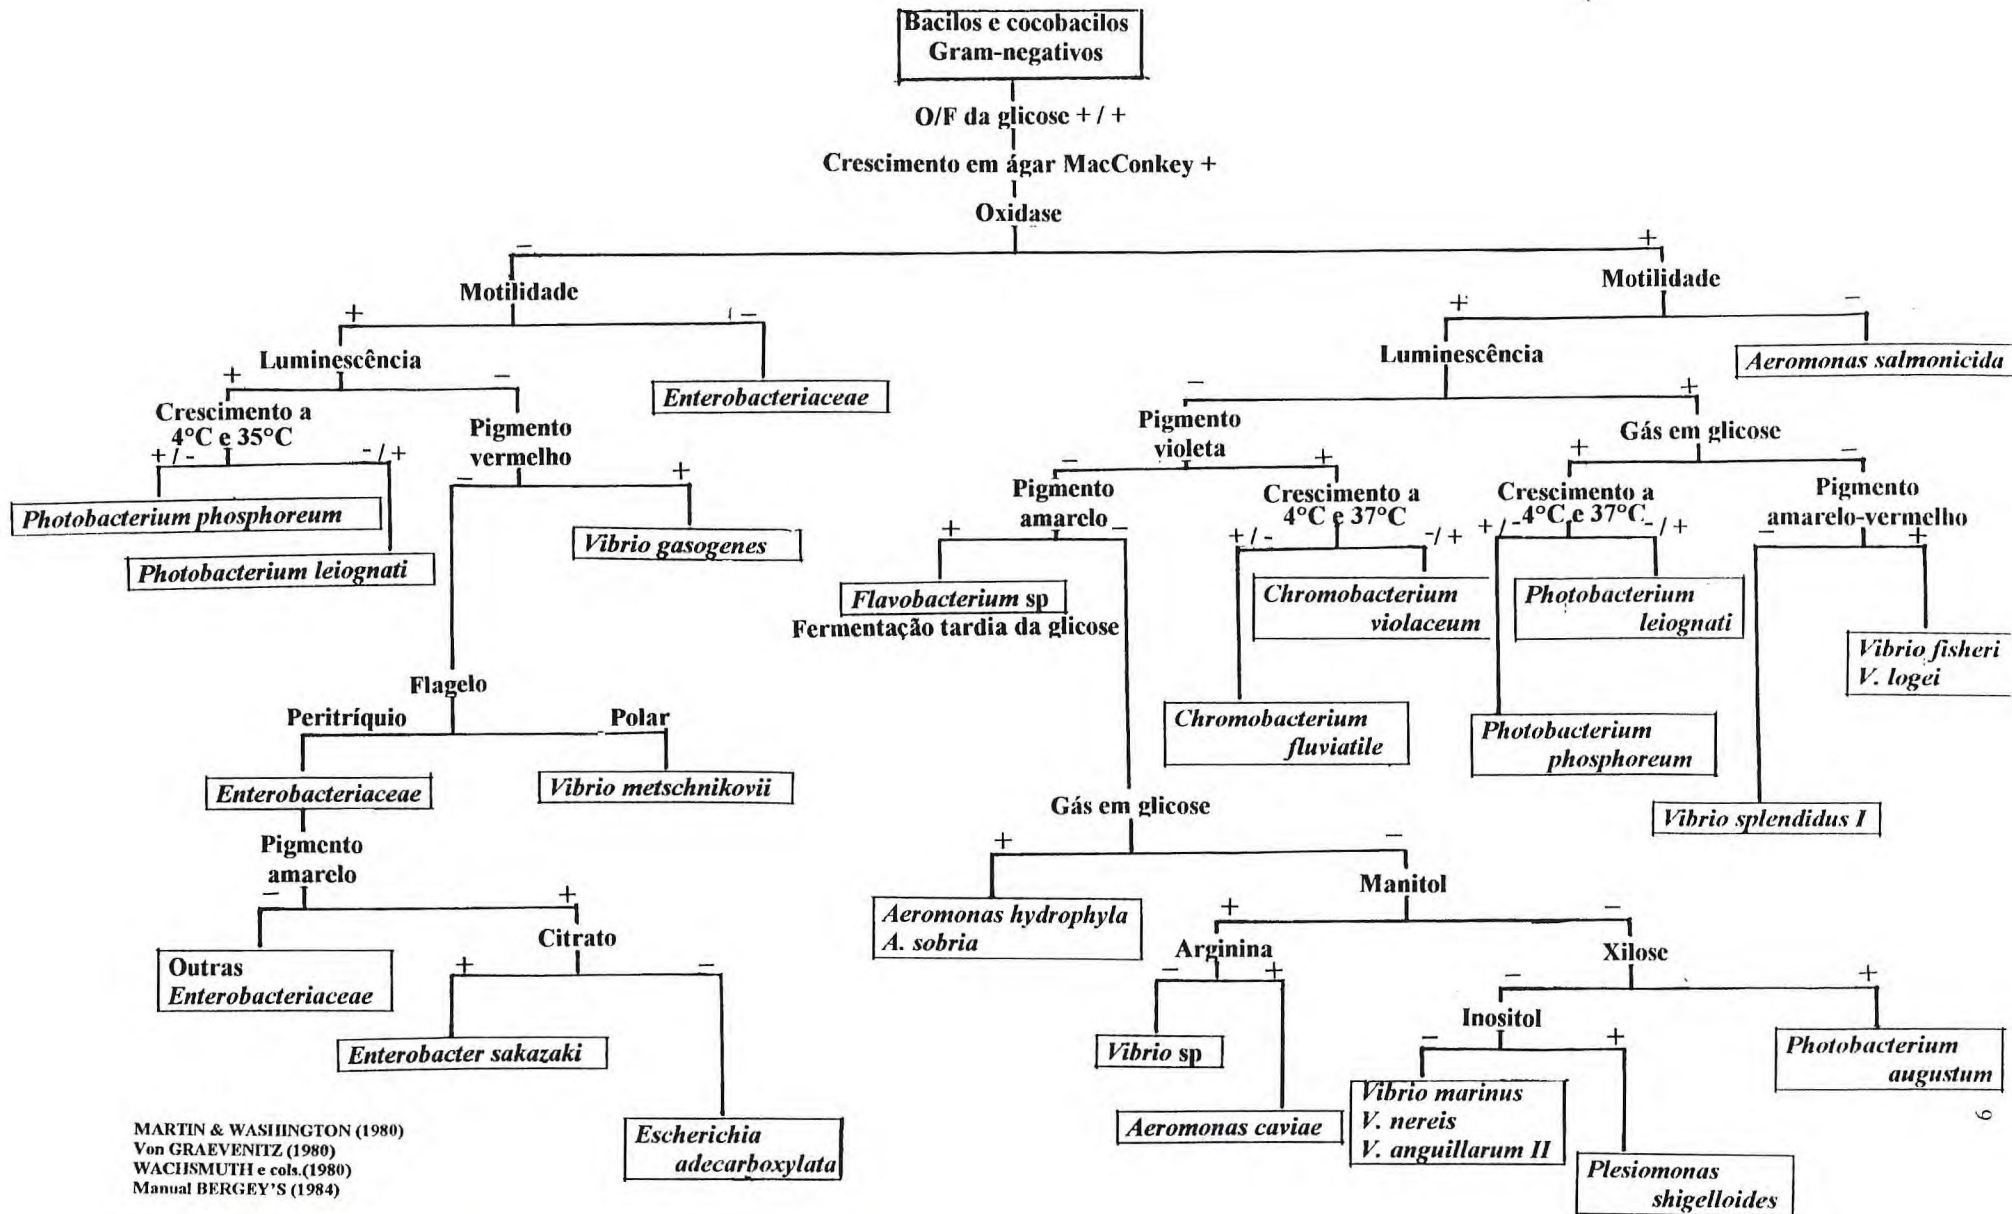 Bacilos e cocobacilos
Gram-negativos
O/F da glicose + / +
Crescimento em ágar MacConkey +
Oxidase
− +
Motilidade
+ −
Luminescência
+ −
Enterobacteriaceae
Crescimento a
4°C e 35°C
+ / - - / +
Photobacterium phosphoreum
Photobacterium leiognati
Pigmento
vermelho
− +
Vibrio gasogenes
Flagelo
Peritríquio Polar
Enterobacteriaceae
Vibrio metschnikovii
Pigmento
amarelo
− +
Outras
Enterobacteriaceae
Citrato
+ −
Enterobacter sakazaki
Escherichia
adecarboxylata
Motilidade
+ −
Luminescência
Aeromonas salmonicida
− +
Pigmento
violeta
− +
Pigmento
amarelo
+ −
Flavobacterium sp
Fermentação tardia da glicose
Crescimento a
4°C e 37°C
+ / - - / +
Chromobacterium
violaceum
Chromobacterium
fluviatile
Gás em glicose
+ −
Crescimento a
4°C e 37°C
+ / - - / +
Photobacterium
leiognati
Photobacterium
phosphoreum
Pigmento
amarelo-vermelho
− +
Vibrio fisheri
V. logei
Vibrio splendidus I
Gás em glicose
+ −
Aeromonas hydrophyla
A. sobria
Manitol
+ −
Arginina
− +
Vibrio sp
Aeromonas caviae
Xilose
− +
Inositol
− +
Vibrio marinus
V. nereis
V. anguillarum II
Plesiomonas
shigelloides
Photobacterium
augustum
MARTIN & WASHINGTON (1980)
Von GRAEVENITZ (1980)
WACHSMUTH e cols.(1980)
Manual BERGEY'S (1984)
9